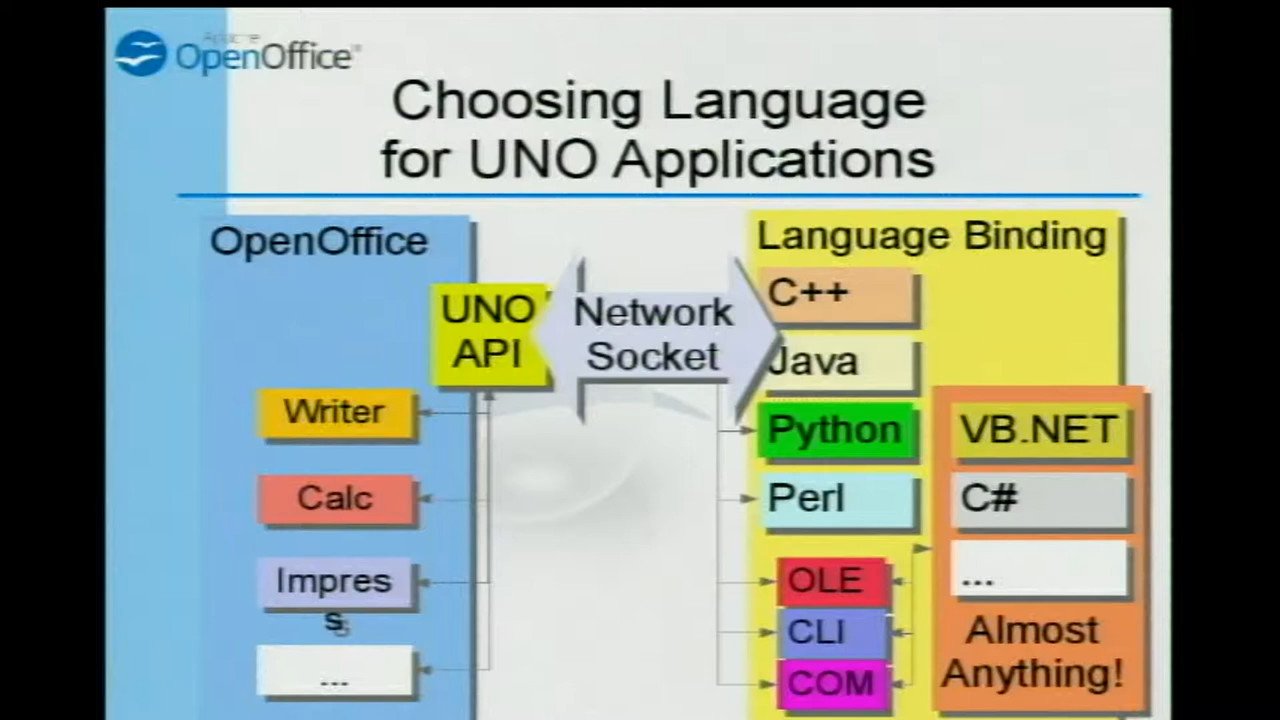 Apache
OpenOffice
Choosing Language
for UNO Applications
OpenOffice
UNO
API
Writer
Calc
Impres
s
...
Network
Socket
Language Binding
C++
Java
Python
Perl
OLE
CLI
COM
VB.NET
C#
...
Almost
Anything!